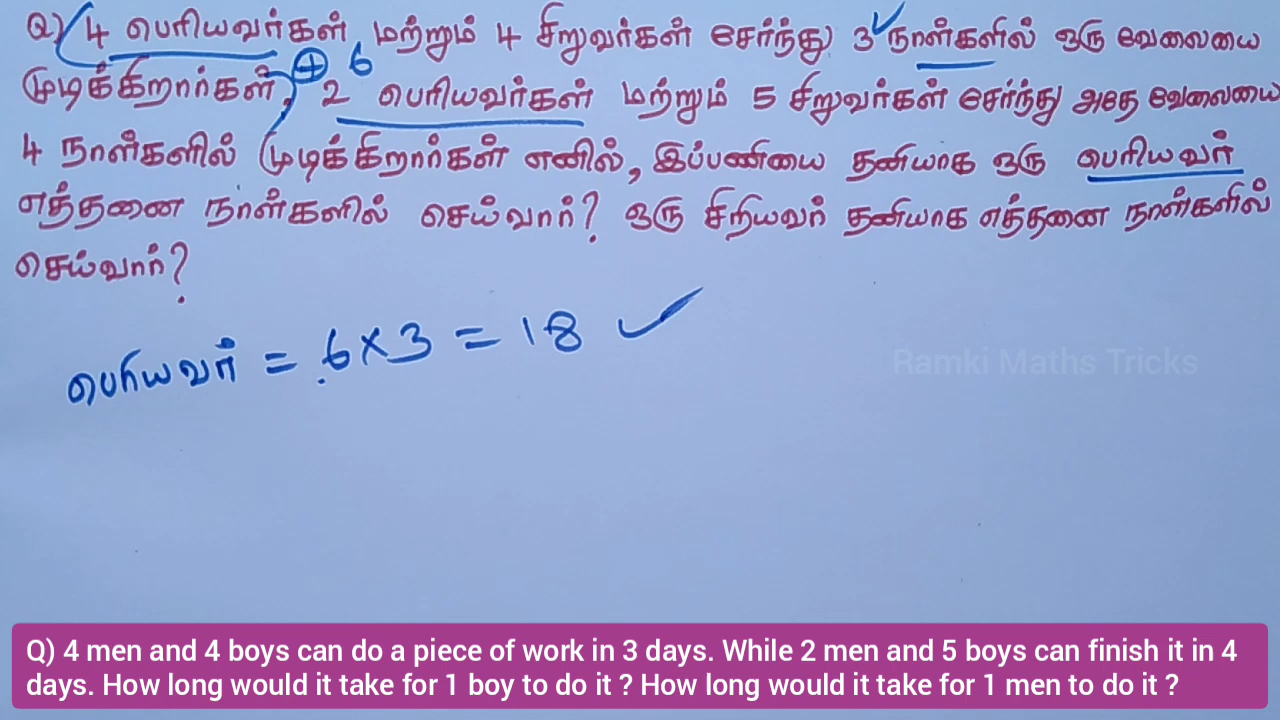 Q) 4 பெரியவர்கள் மற்றும் 4 சிறுவர்கள் சேர்ந்து 3 நாள்களில் ஒரு வேலையை
முடிக்கிறார்கள், 2 பெரியவர்கள் மற்றும் 5 சிறுவர்கள் சேர்ந்து அதே வேலையை
4 நாள்களில் முடிக்கிறார்கள் எனில், இப்பணியை தனியாக ஒரு பெரியவர்
எத்தனை நாள்களில் செய்வார்? ஒரு சிறியவர் தனியாக எத்தனை நாள்களில்
செய்வார்?
+ 6
பெரியவர் = 6 × 3 = 18 ✓
Ramki Maths Tricks
Q) 4 men and 4 boys can do a piece of work in 3 days. While 2 men and 5 boys can finish it in 4
days. How long would it take for 1 boy to do it ? How long would it take for 1 men to do it ?